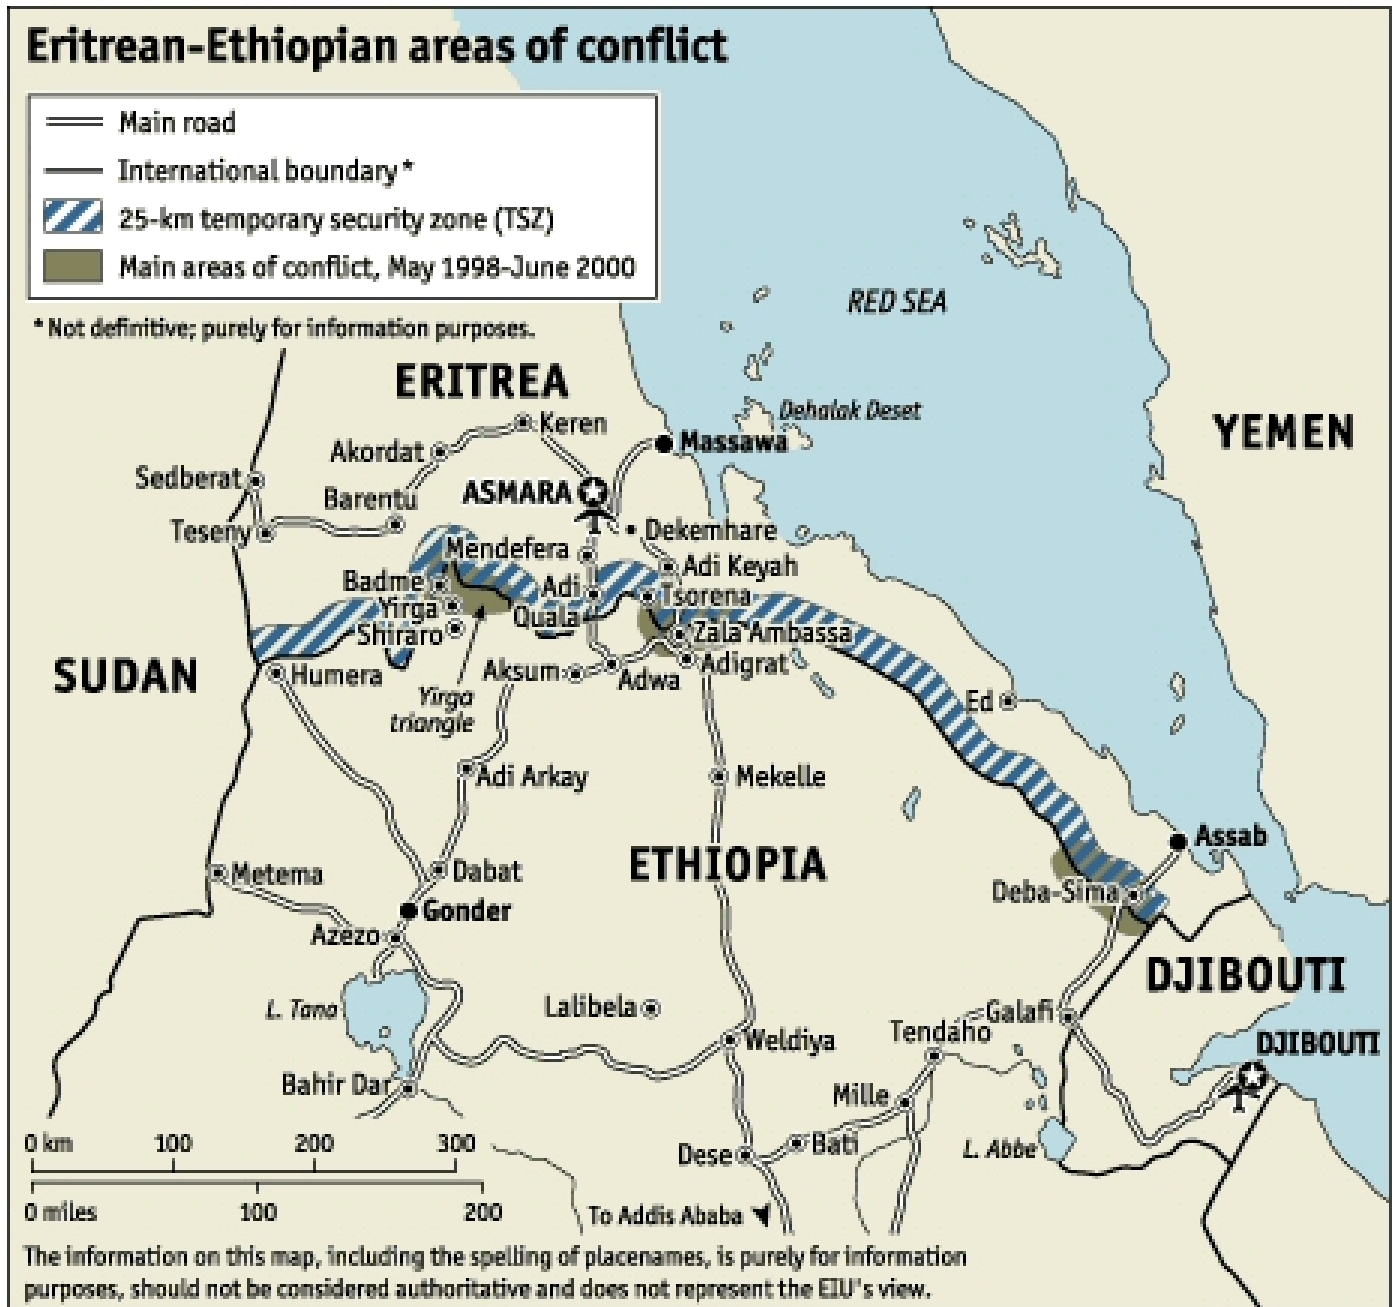 Eritrean-Ethiopian areas of conflict
Main road
International boundary*
25-km temporary security zone (TSZ)
Main areas of conflict, May 1998-June 2000
*Not definitive; purely for information purposes.
RED SEA
ERITREA
Dehalak Deset
Keren
YEMEN
Massawa
Akordat
Sedberat
ASMARA
Barentu
Teseny
Dekemhare
Mendefera
Adi Keyah
Badme
Adi
Quala
Tsorena
Yirga
Shiraro
Zala Ambassa
SUDAN
Humera
Aksum
Adwa
Adigrat
Yirga
triangle
Ed
Adi Arkay
Mekelle
Assab
ETHIOPIA
Metema
Dabat
Deba-Sima
Gonder
Azezo
DJIBOUTI
L. Tana
Lalibela
Galafi
Tendaho
Weldiya
DJIBOUTI
Bahir Dar
Mille
Bati
Dese
L. Abbe
0 km 100 200 300
0 miles 100 200
To Addis Ababa
The information on this map, including the spelling of placenames, is purely for information
purposes, should not be considered authoritative and does not represent the EIU's view.